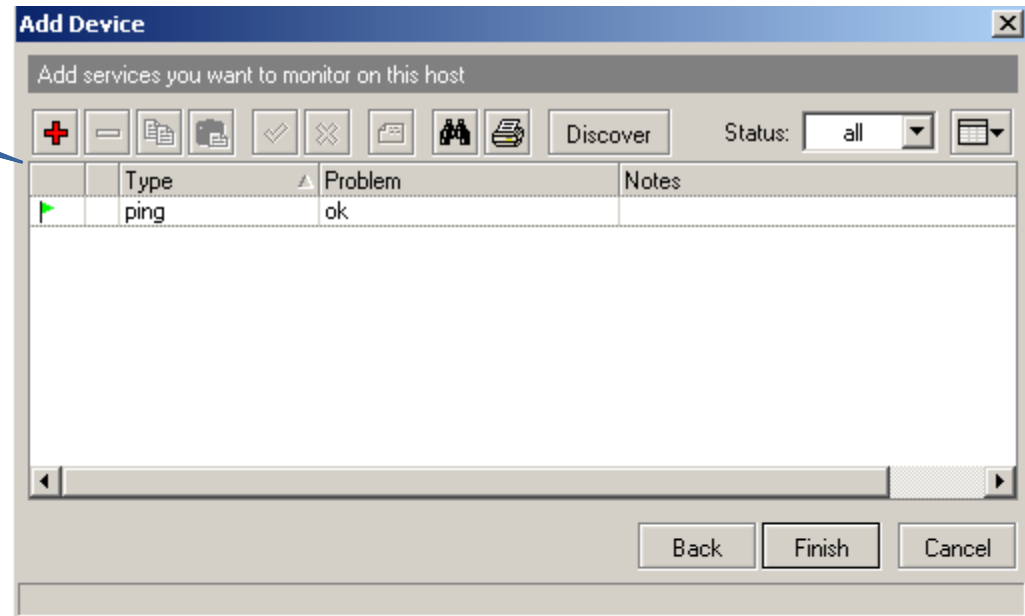 Add Device
Add services you want to monitor on this host
Discover Status: all
Type Problem Notes
ping ok
Back Finish Cancel